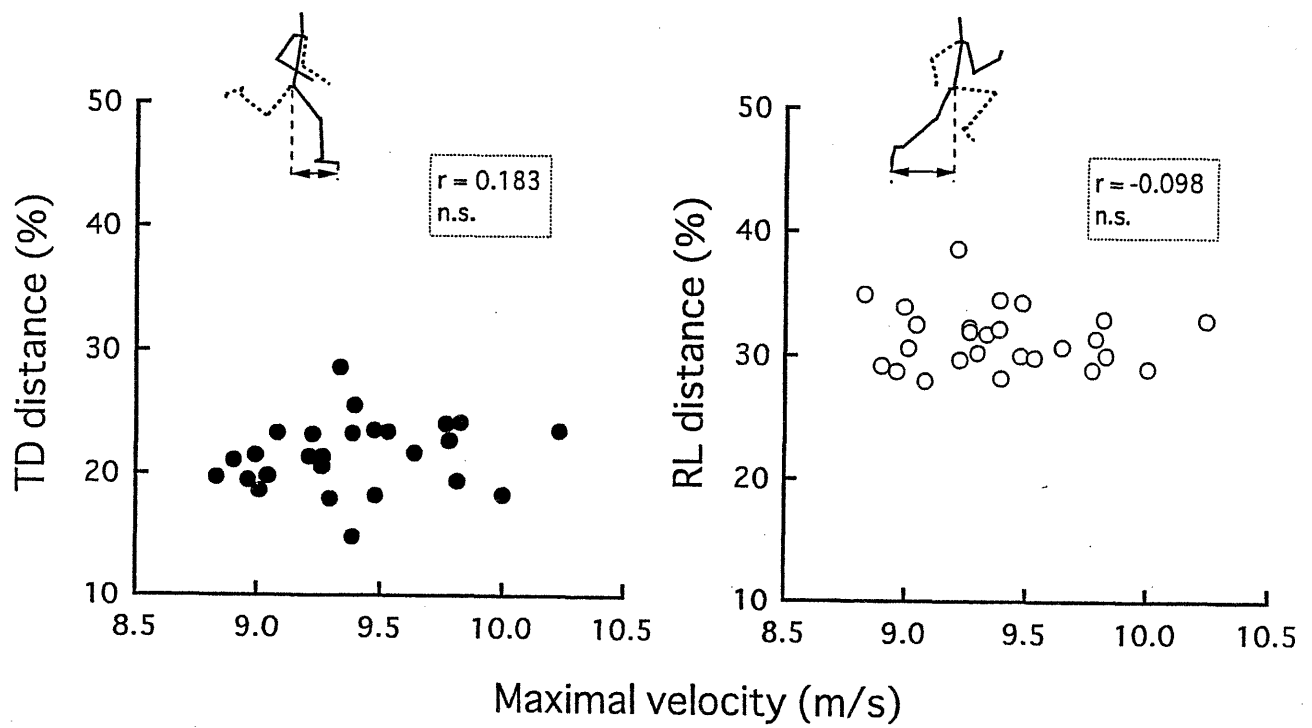 50
40
30
20
10
TD distance (%)
r = 0.183
n.s.
8.5 9.0 9.5 10.0 10.5
50
40
30
20
10
RL distance (%)
r = -0.098
n.s.
8.5 9.0 9.5 10.0 10.5
Maximal velocity (m/s)